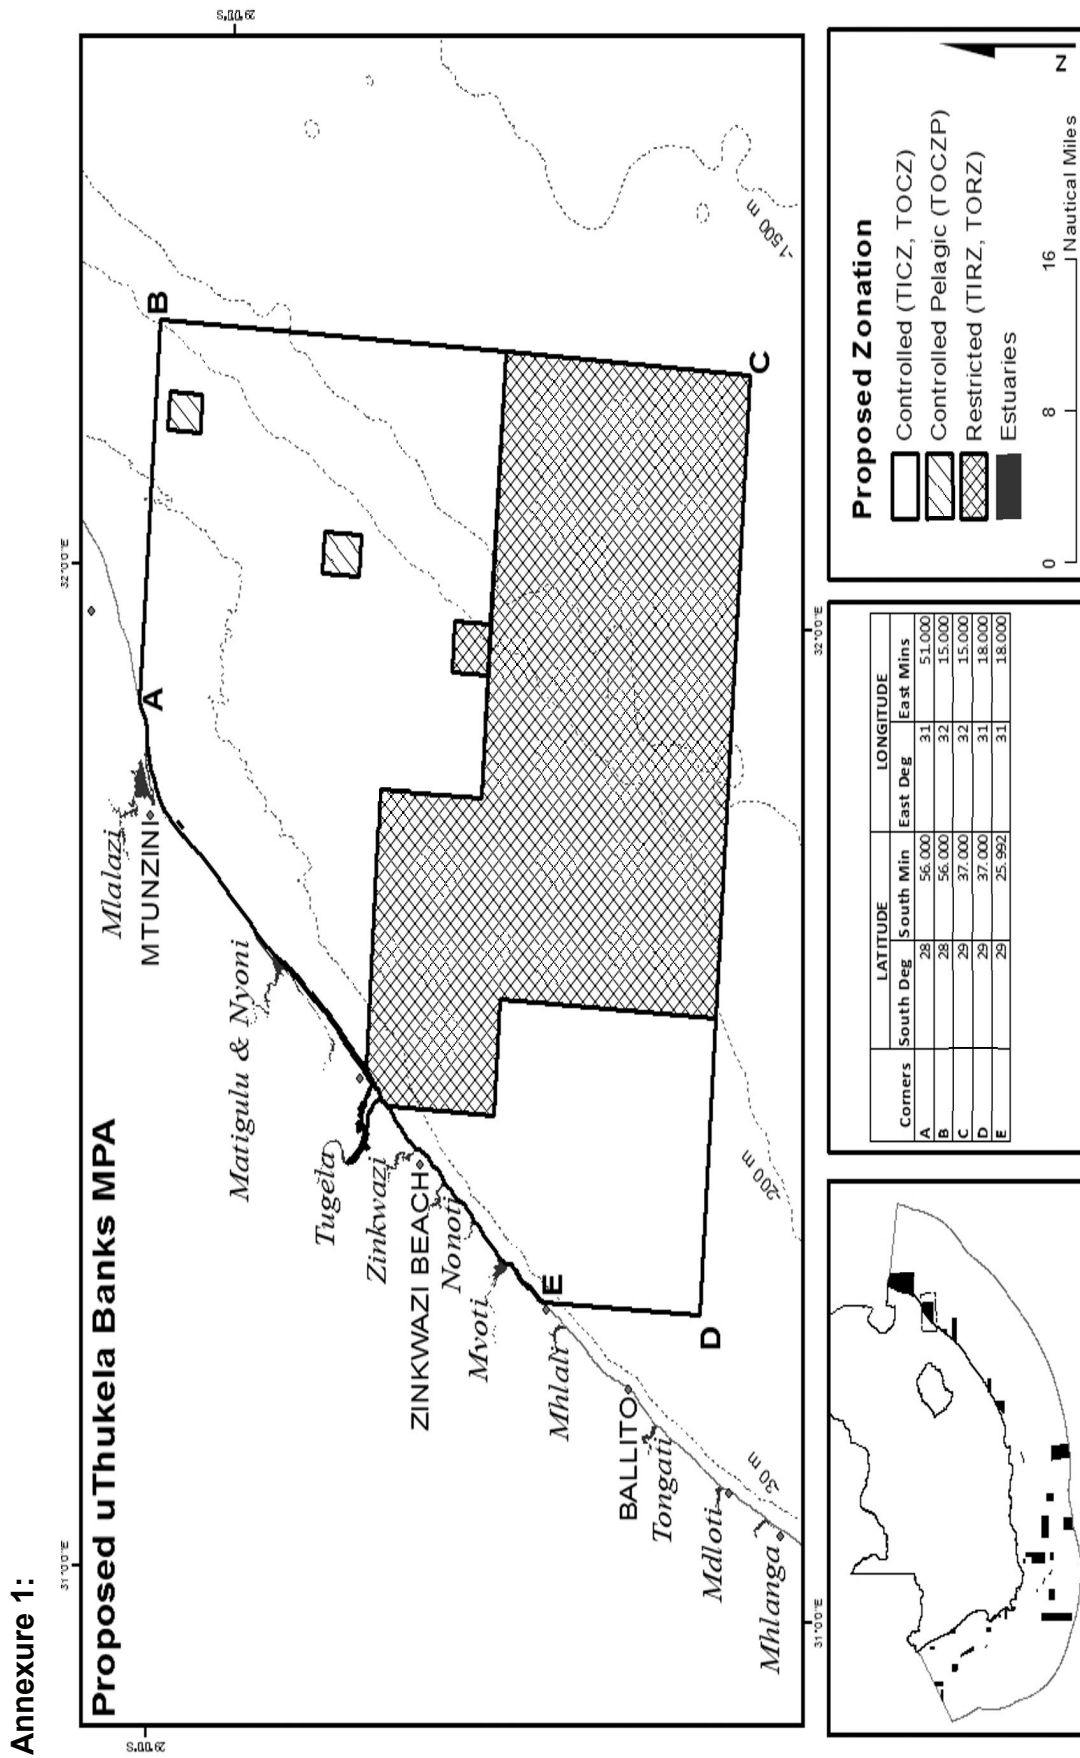 Annexure 1:
Proposed uThukela Banks MPA
31°0'0"E
32°0'0"E
29°0'0"S
29°0'0"S
A
B
C
D
E
Mlalazi
MTUNZINI
Matigulu & Nyoni
Tugela
Zinkwazi
ZINKWAZI BEACH
Nonoti
Mvoti
Mhlali
BALLITO
Tongati
Mdloti
Mhlanga
30 m
-200 m
-1500 m
31°0'0"E
32°0'0"E
LATITUDE LONGITUDE
Corners South Deg South Min East Deg East Mins
A 28 56.000 31 51.000
B 28 56.000 32 15.000
C 29 37.000 32 15.000
D 29 37.000 31 18.000
E 29 25.992 31 18.000
Proposed Zonation
Controlled (TICZ, TOCZ)
Controlled Pelagic (TOCZP)
Restricted (TIRZ, TORZ)
Estuaries
0 8 16
Nautical Miles
N